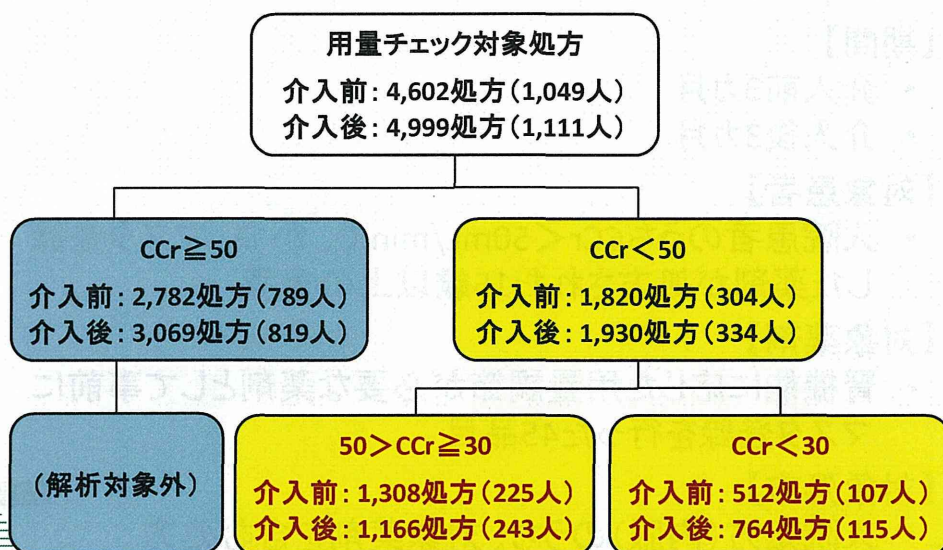 用量チェック対象処方
介入前:4,602処方(1,049人)
介入後:4,999処方(1,111人)
CCr≧50
介入前:2,782処方(789人)
介入後:3,069処方(819人)
CCr<50
介入前:1,820処方(304人)
介入後:1,930処方(334人)
(解析対象外)
50>CCr≧30
介入前:1,308処方(225人)
介入後:1,166処方(243人)
CCr<30
介入前:512処方(107人)
介入後:764処方(115人)